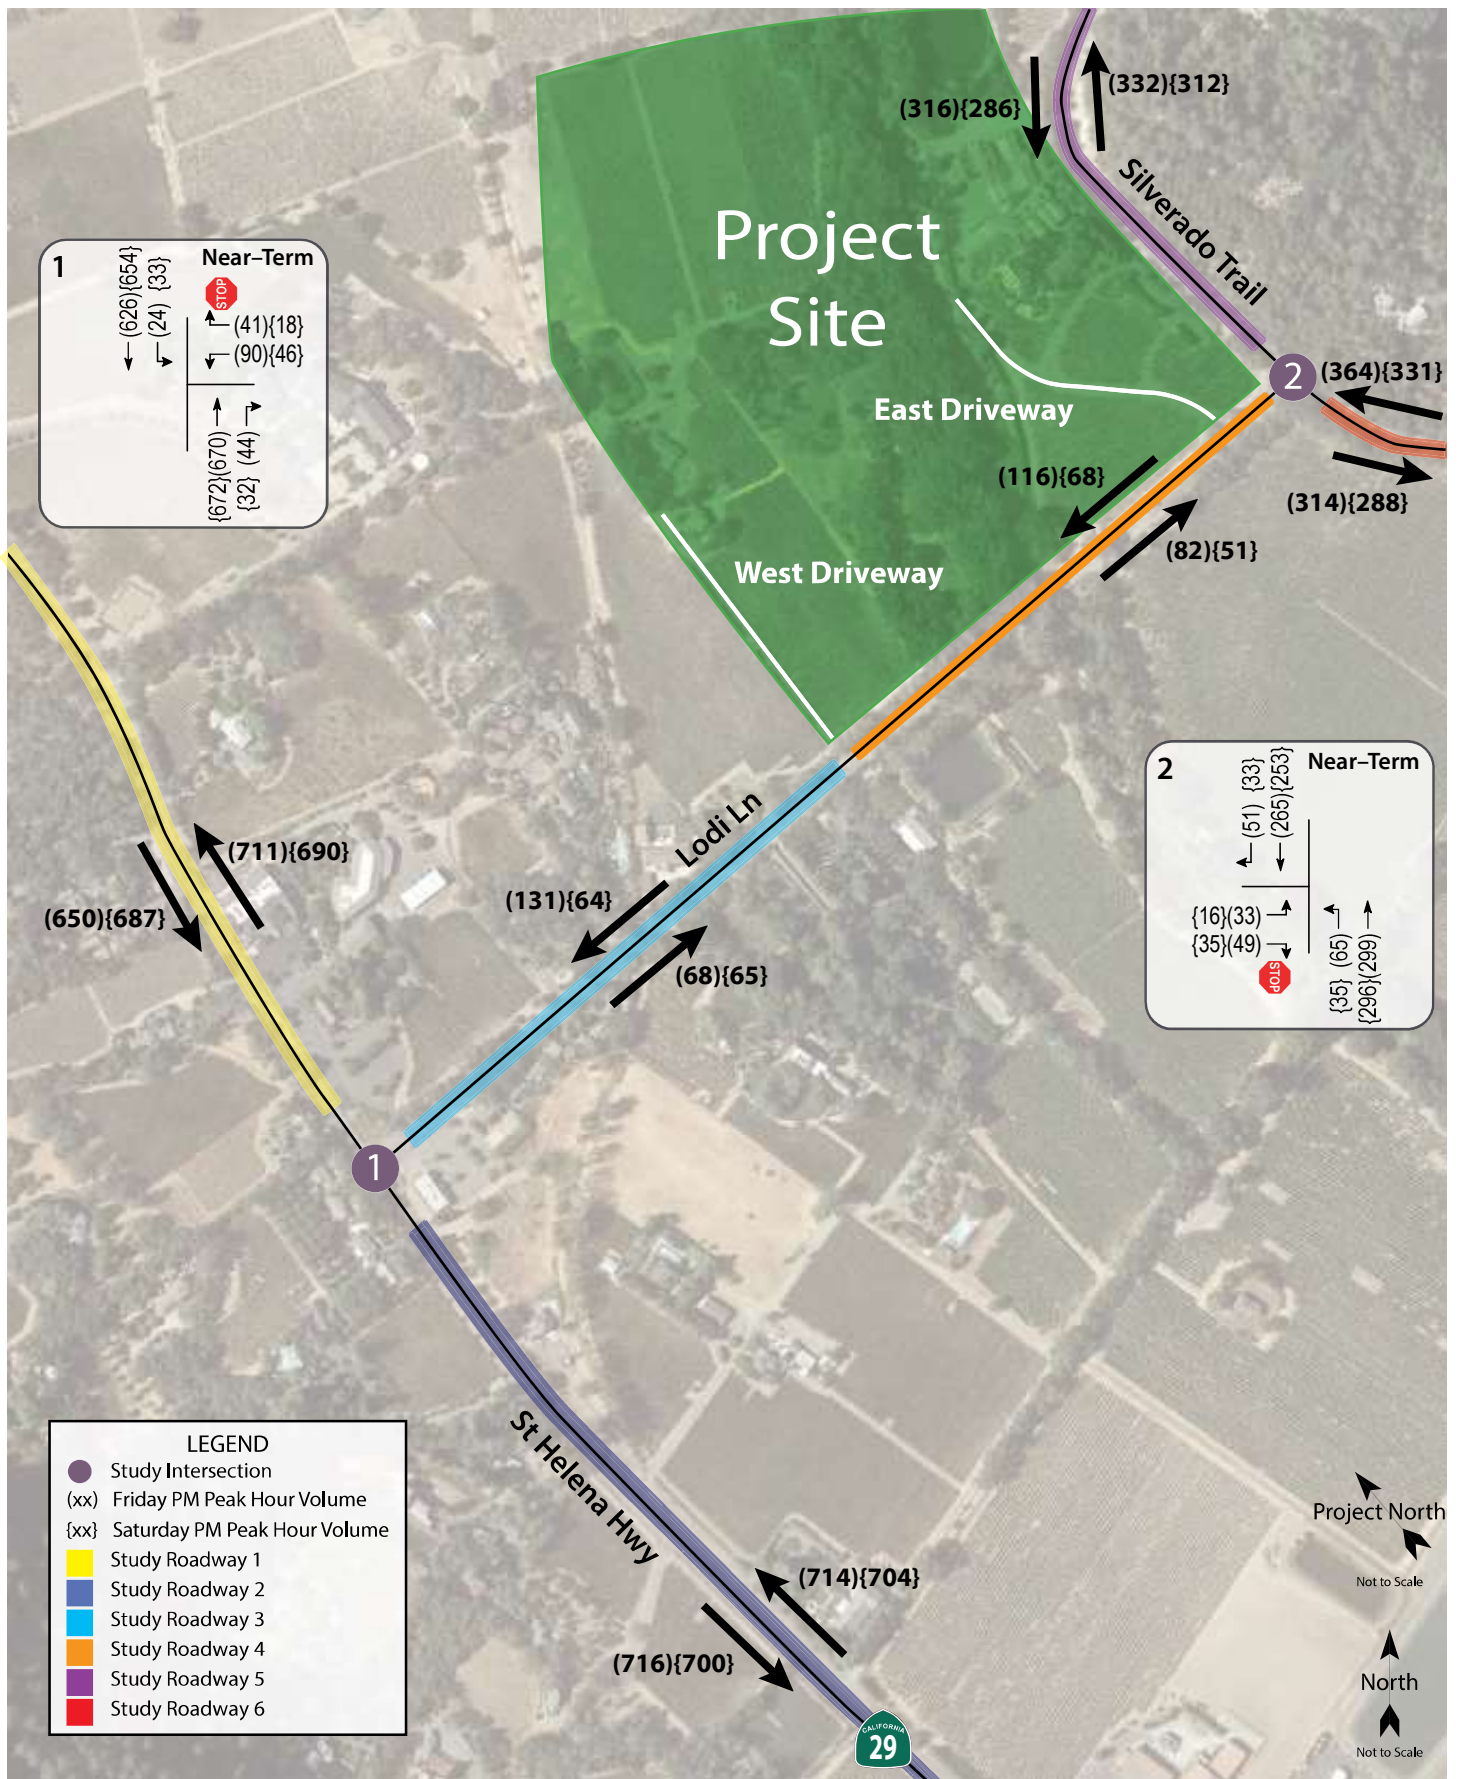 (332){312}
(316){286}
Silverado Trail
Project
Site
1
Near–Term
(626){654}
(24) {33}
STOP
(41){18}
(90){46}
{672}(670)
{32} (44)
2
(364){331}
East Driveway
(116){68}
(314){288}
(82){51}
West Driveway
2
Near–Term
(51) {33}
(265){253}
{16}(33)
{35}(49)
STOP
{35} (65)
{296}(299)
Lodi Ln
(711){690}
(650){687}
(131){64}
(68){65}
1
St Helena Hwy
(714){704}
(716){700}
CALIFORNIA
29
LEGEND
Study Intersection
(xx) Friday PM Peak Hour Volume
{xx} Saturday PM Peak Hour Volume
Study Roadway 1
Study Roadway 2
Study Roadway 3
Study Roadway 4
Study Roadway 5
Study Roadway 6
Project North
Not to Scale
North
Not to Scale